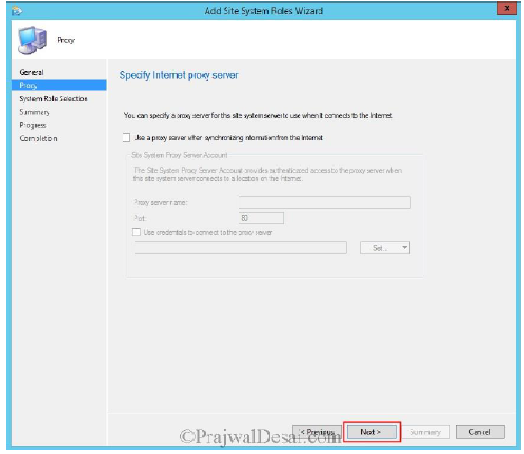 Add Site System Roles Wizard
x
Proxy
General
Proxy
System Role Selection
Summary
Progress
Completion
Specify Internet proxy server
You can specify a proxy server for this site system server to use when it connects to the Internet.
Use a proxy server when synchronizing information from the Internet
Site System Proxy Server Account
The Site System Proxy Server Account provides authenticated access to the proxy server when
this site system server connects to a location on the Internet.
Proxy server name:
Port:
80
Use credentials to connect to the proxy server
Set...
< Previous
Next >
Summary
Cancel
©PrajwalDesai.com